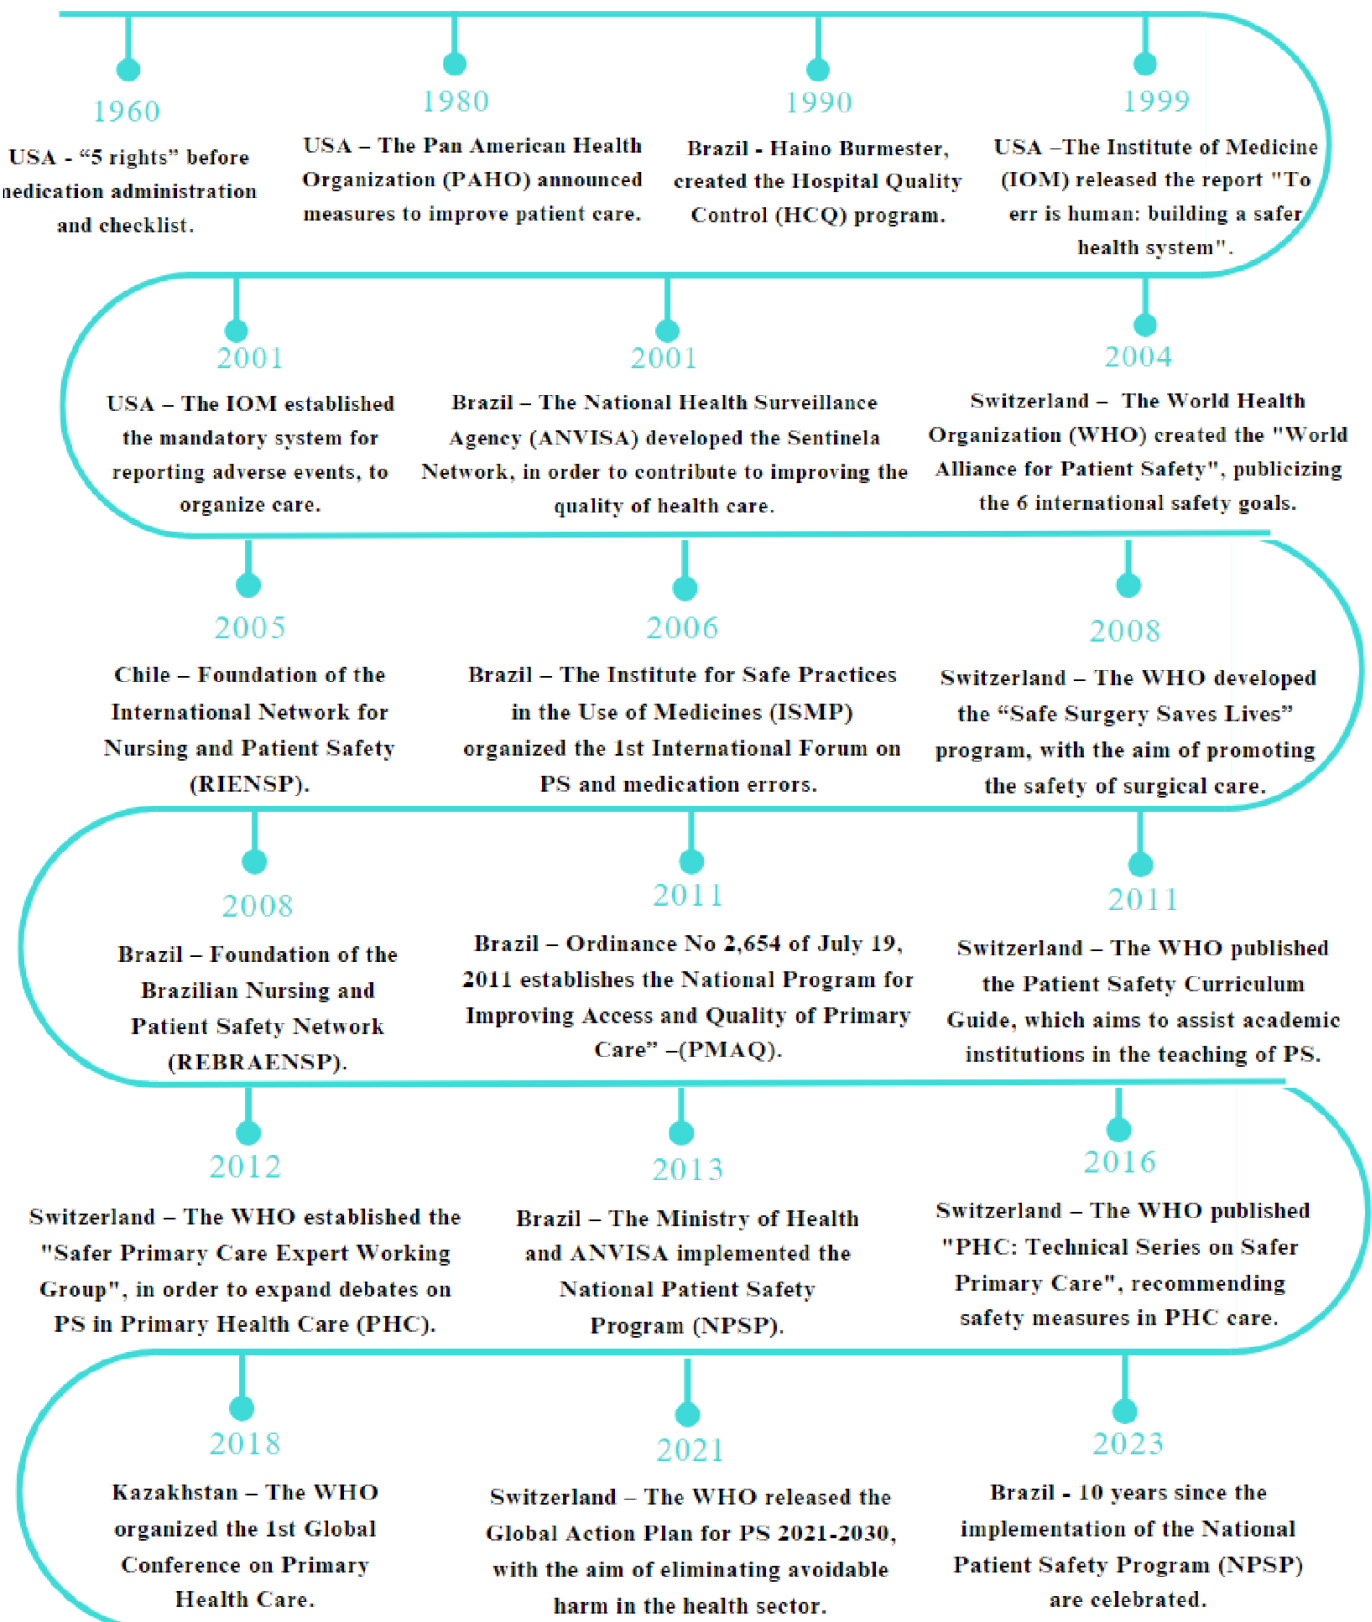 1960
USA - “5 rights” before
medication administration
and checklist.
1980
USA – The Pan American Health
Organization (PAHO) announced
measures to improve patient care.
1990
Brazil - Haino Burmester,
created the Hospital Quality
Control (HCQ) program.
1999
USA –The Institute of Medicine
(IOM) released the report "To
err is human: building a safer
health system".
2001
USA – The IOM established
the mandatory system for
reporting adverse events, to
organize care.
2001
Brazil – The National Health Surveillance
Agency (ANVISA) developed the Sentinela
Network, in order to contribute to improving the
quality of health care.
2004
Switzerland – The World Health
Organization (WHO) created the "World
Alliance for Patient Safety", publicizing
the 6 international safety goals.
2005
Chile – Foundation of the
International Network for
Nursing and Patient Safety
(RIENSP).
2006
Brazil – The Institute for Safe Practices
in the Use of Medicines (ISMP)
organized the 1st International Forum on
PS and medication errors.
2008
Switzerland – The WHO developed
the “Safe Surgery Saves Lives”
program, with the aim of promoting
the safety of surgical care.
2008
Brazil – Foundation of the
Brazilian Nursing and
Patient Safety Network
(REBRAENSP).
2011
Brazil – Ordinance No 2,654 of July 19,
2011 establishes the National Program for
Improving Access and Quality of Primary
Care” –(PMAQ).
2011
Switzerland – The WHO published
the Patient Safety Curriculum
Guide, which aims to assist academic
institutions in the teaching of PS.
2012
Switzerland – The WHO established the
"Safer Primary Care Expert Working
Group", in order to expand debates on
PS in Primary Health Care (PHC).
2013
Brazil – The Ministry of Health
and ANVISA implemented the
National Patient Safety
Program (NPSP).
2016
Switzerland – The WHO published
"PHC: Technical Series on Safer
Primary Care", recommending
safety measures in PHC care.
2018
Kazakhstan – The WHO
organized the 1st Global
Conference on Primary
Health Care.
2021
Switzerland – The WHO released the
Global Action Plan for PS 2021-2030,
with the aim of eliminating avoidable
harm in the health sector.
2023
Brazil - 10 years since the
implementation of the National
Patient Safety Program (NPSP)
are celebrated.